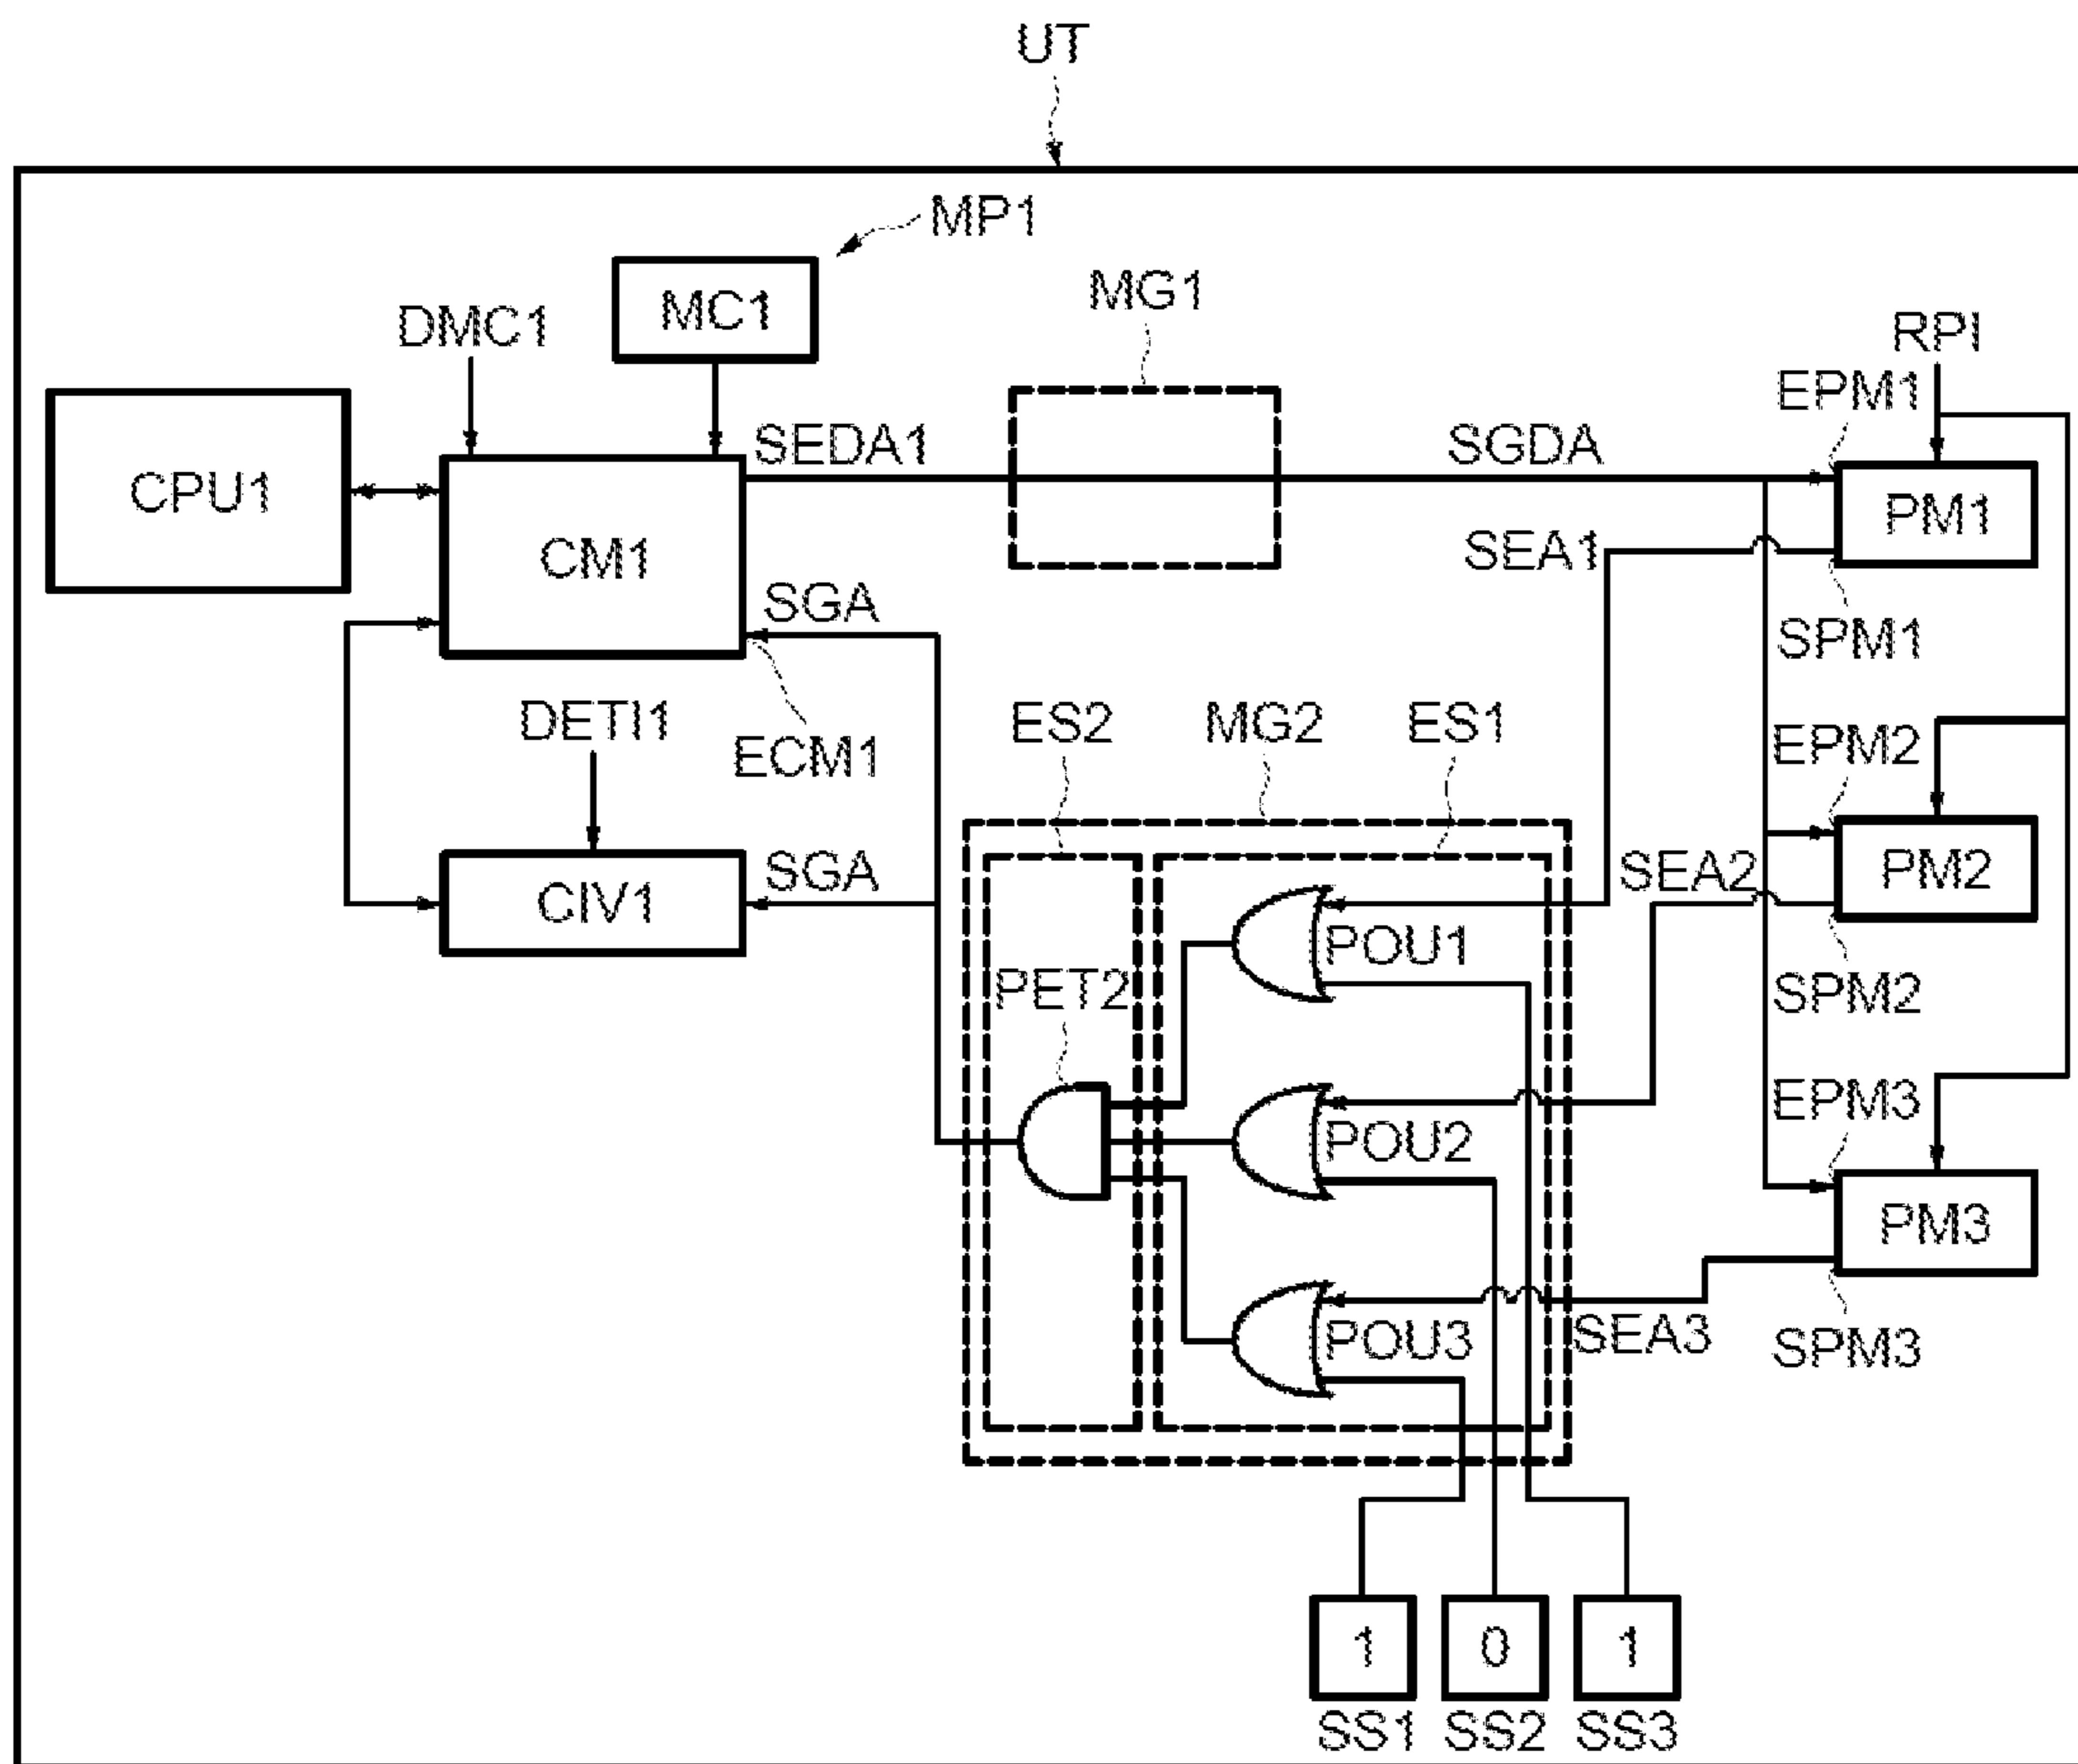 UT
MP1
MC1
MG1
DMC1
RPI
EPM1
SEDA1
SGDA
CPU1
CM1
PM1
SEA1
SGA
SPM1
DETI1
ES2
MG2
ES1
ECM1
EPM2
SEA2
PM2
SGA
CIV1
POU1
PET2
SPM2
EPM3
POU2
PM3
POU3
SEA3
SPM3
1
0
1
SS1
SS2
SS3